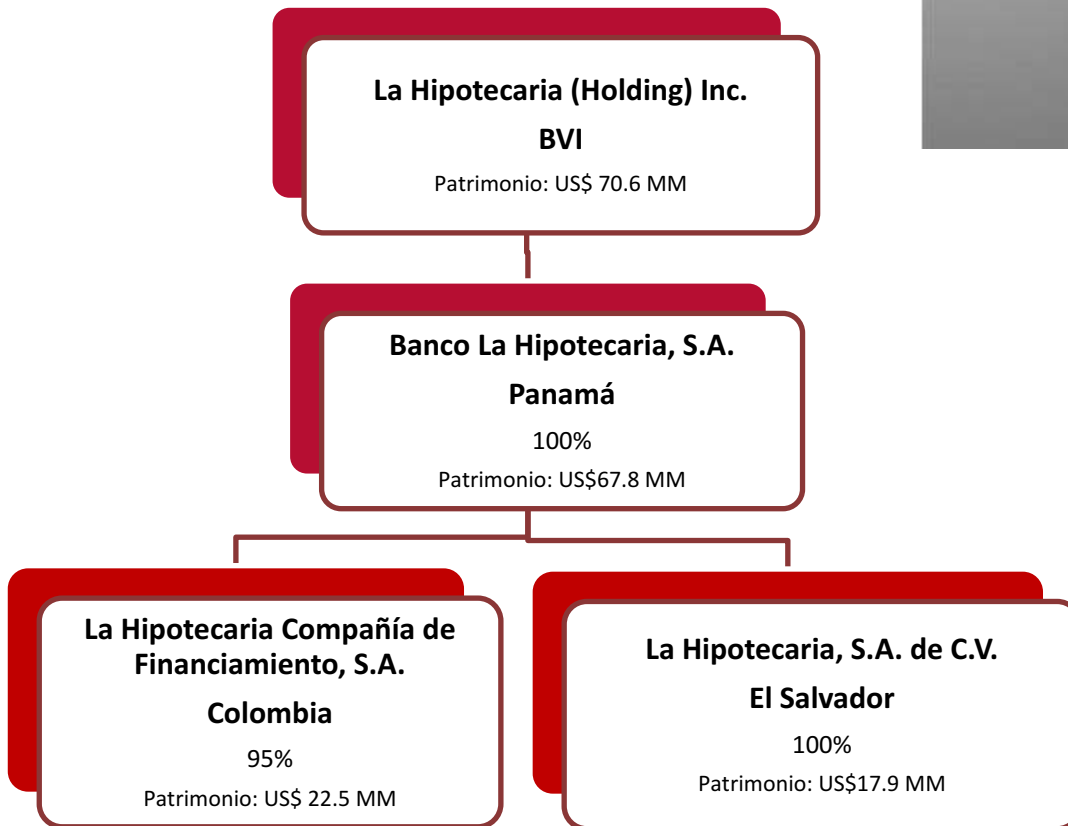 La Hipotecaria (Holding) Inc.
BVI
Patrimonio: US$ 70.6 MM
Banco La Hipotecaria, S.A.
Panamá
100%
Patrimonio: US$67.8 MM
La Hipotecaria Compañía de
Financiamiento, S.A.
Colombia
95%
Patrimonio: US$ 22.5 MM
La Hipotecaria, S.A. de C.V.
El Salvador
100%
Patrimonio: US$17.9 MM